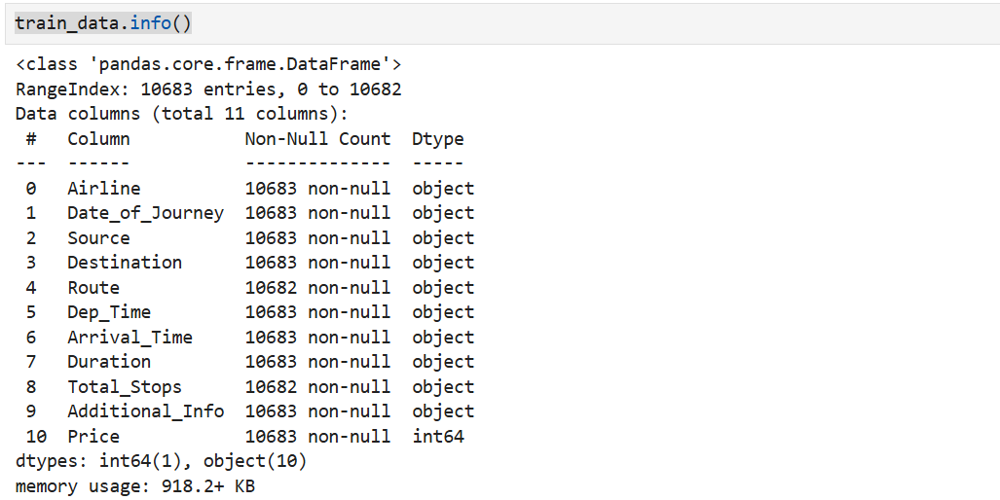 train_data.info()
<class 'pandas.core.frame.DataFrame'>
RangeIndex: 10683 entries, 0 to 10682
Data columns (total 11 columns):
 #   Column           Non-Null Count  Dtype
---  ------           --------------  -----
 0   Airline          10683 non-null  object
 1   Date_of_Journey  10683 non-null  object
 2   Source           10683 non-null  object
 3   Destination      10683 non-null  object
 4   Route            10682 non-null  object
 5   Dep_Time         10683 non-null  object
 6   Arrival_Time     10683 non-null  object
 7   Duration         10683 non-null  object
 8   Total_Stops      10682 non-null  object
 9   Additional_Info  10683 non-null  object
 10  Price            10683 non-null  int64
dtypes: int64(1), object(10)
memory usage: 918.2+ KB